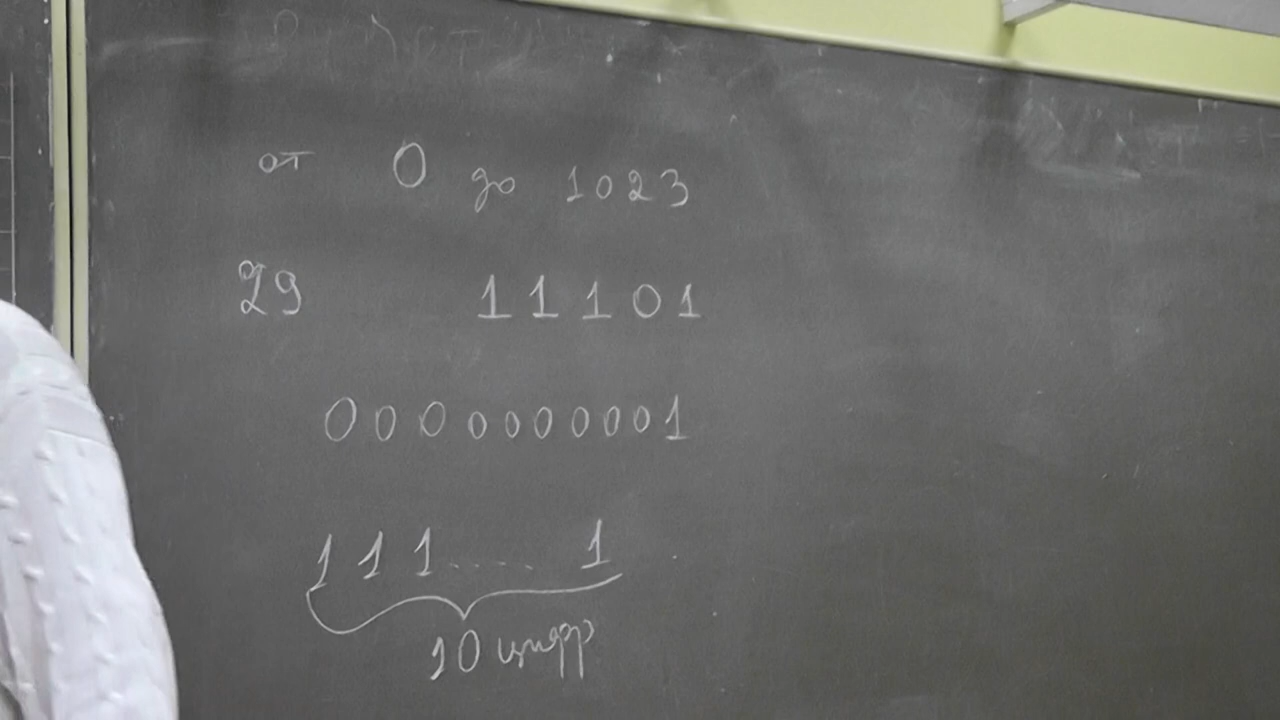 от 0 до 1023
29 11101
0000000001
111..... 1
10 цифр